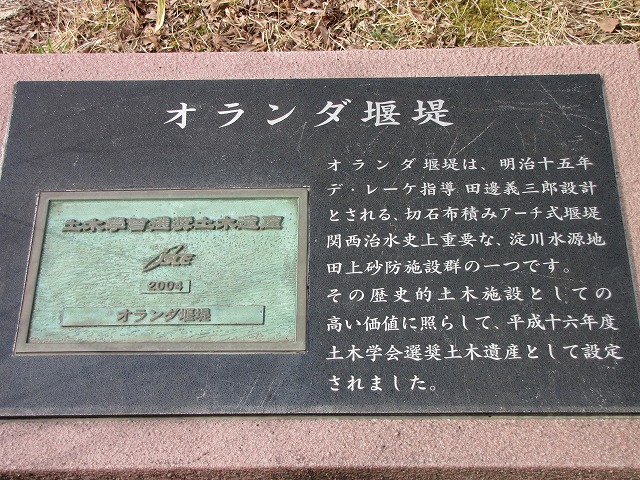 オランダ堰堤
土木學會選奨土木遺産
JSCE
2004
オランダ堰堤
オランダ堰堤は、明治十五年
デ・レーケ指導 田邊義三郎設計
とされる、切石布積みアーチ式堰堤
関西治水史上重要な、淀川水源地
田上砂防施設群の一つです。
その歴史的土木施設としての
高い価値に照らして、平成十六年度
土木学会選奨土木遺産として設定
されました。